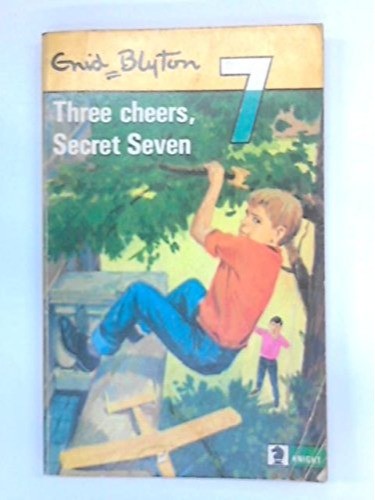 Enid Blyton
7
Three cheers,
Secret Seven
KNIGHT